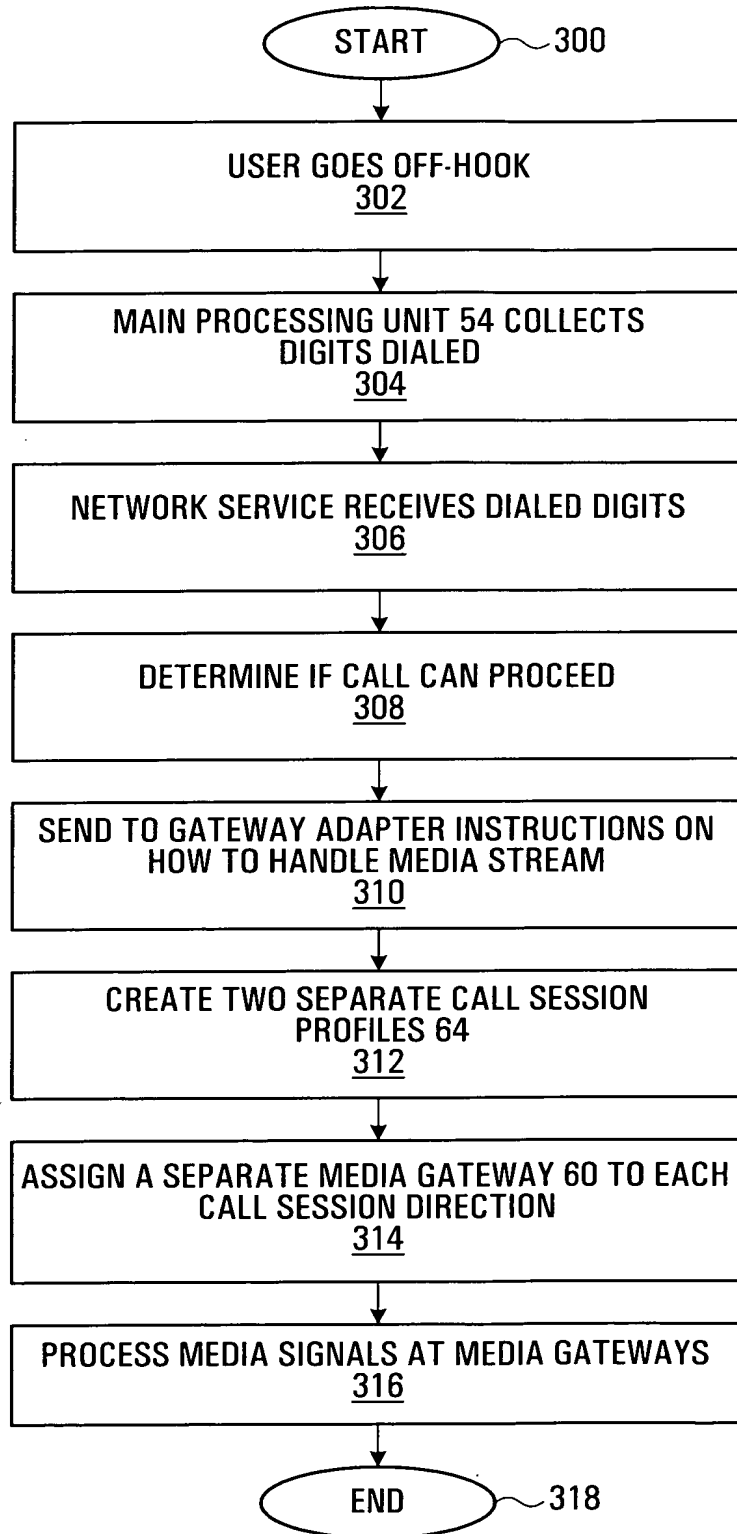 START
300
USER GOES OFF-HOOK
302
MAIN PROCESSING UNIT 54 COLLECTS
DIGITS DIALED
304
NETWORK SERVICE RECEIVES DIALED DIGITS
306
DETERMINE IF CALL CAN PROCEED
308
SEND TO GATEWAY ADAPTER INSTRUCTIONS ON
HOW TO HANDLE MEDIA STREAM
310
CREATE TWO SEPARATE CALL SESSION
PROFILES 64
312
ASSIGN A SEPARATE MEDIA GATEWAY 60 TO EACH
CALL SESSION DIRECTION
314
PROCESS MEDIA SIGNALS AT MEDIA GATEWAYS
316
END
318